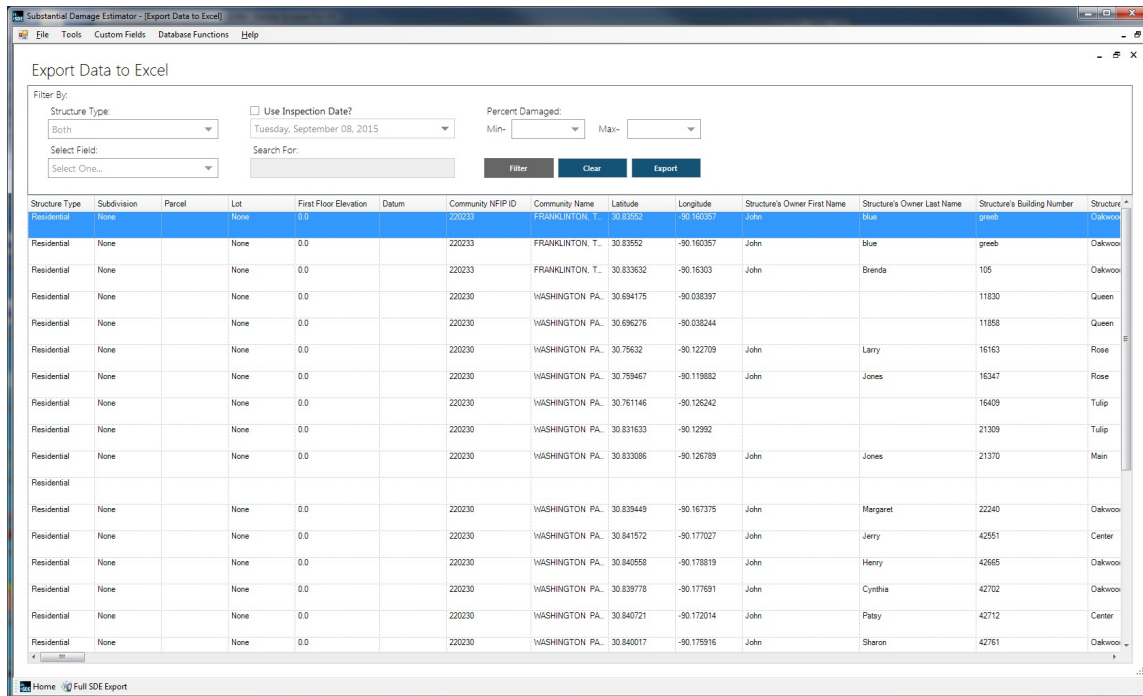 Substantial Damage Estimator - [Export Data to Excel]
File Tools Custom Fields Database Functions Help
Export Data to Excel
Filter By:
Structure Type: Use Inspection Date? Percent Damaged:
Both Tuesday, September 08, 2015 Min- Max-
Select Field: Search For:
Select One... Filter Clear Export
Structure Type Subdivision Parcel Lot First Floor Elevation Datum Community NFIP ID Community Name Latitude Longitude Structure's Owner First Name Structure's Owner Last Name Structure's Building Number Structure
Residential None None 0.0 220233 FRANKLINTON, T... 30.83552 -90.160357 John blue greeb Oakwoo
Residential None None 0.0 220233 FRANKLINTON, T... 30.83552 -90.160357 John blue greeb Oakwoo
Residential None None 0.0 220233 FRANKLINTON, T... 30.833632 -90.16303 John Brenda 105 Oakwoo
Residential None None 0.0 220230 WASHINGTON PA... 30.694175 -90.038397 11830 Queen
Residential None None 0.0 220230 WASHINGTON PA... 30.696276 -90.038244 11858 Queen
Residential None None 0.0 220230 WASHINGTON PA... 30.75632 -90.122709 John Larry 16163 Rose
Residential None None 0.0 220230 WASHINGTON PA... 30.759467 -90.119882 John Jones 16347 Rose
Residential None None 0.0 220230 WASHINGTON PA... 30.761146 -90.126242 16409 Tulip
Residential None None 0.0 220230 WASHINGTON PA... 30.831633 -90.12992 21309 Tulip
Residential None None 0.0 220230 WASHINGTON PA... 30.833086 -90.126789 John Jones 21370 Main
Residential
Residential None None 0.0 220230 WASHINGTON PA... 30.839449 -90.167375 John Margaret 22240 Oakwoo
Residential None None 0.0 220230 WASHINGTON PA... 30.841572 -90.177027 John Jerry 42551 Center
Residential None None 0.0 220230 WASHINGTON PA... 30.840558 -90.178819 John Henry 42665 Oakwoo
Residential None None 0.0 220230 WASHINGTON PA... 30.839778 -90.177691 John Cynthia 42702 Oakwoo
Residential None None 0.0 220230 WASHINGTON PA... 30.840721 -90.172014 John Patsy 42712 Center
Residential None None 0.0 220230 WASHINGTON PA... 30.840017 -90.175916 John Sharon 42761 Oakwoo
Home Full SDE Export